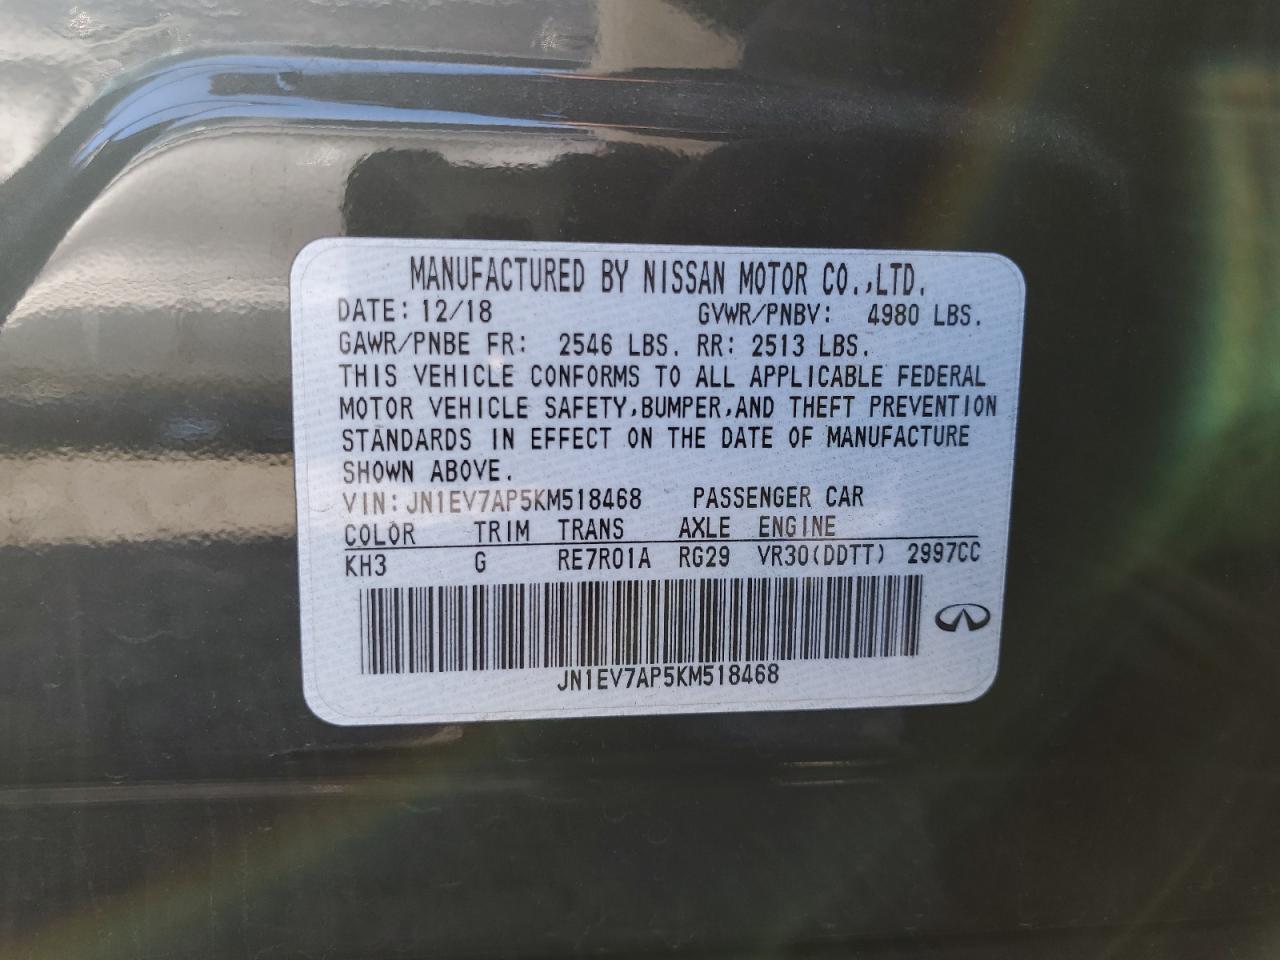 MANUFACTURED BY NISSAN MOTOR CO.,LTD.
DATE: 12/18 GVWR/PNBV: 4980 LBS.
GAWR/PNBE FR: 2546 LBS. RR: 2513 LBS.
THIS VEHICLE CONFORMS TO ALL APPLICABLE FEDERAL
MOTOR VEHICLE SAFETY,BUMPER,AND THEFT PREVENTION
STANDARDS IN EFFECT ON THE DATE OF MANUFACTURE
SHOWN ABOVE.
VIN:JN1EV7AP5KM518468 PASSENGER CAR
COLOR TRIM TRANS AXLE ENGINE
KH3 G RE7R01A RG29 VR30(DDTT) 2997CC
JN1EV7AP5KM518468